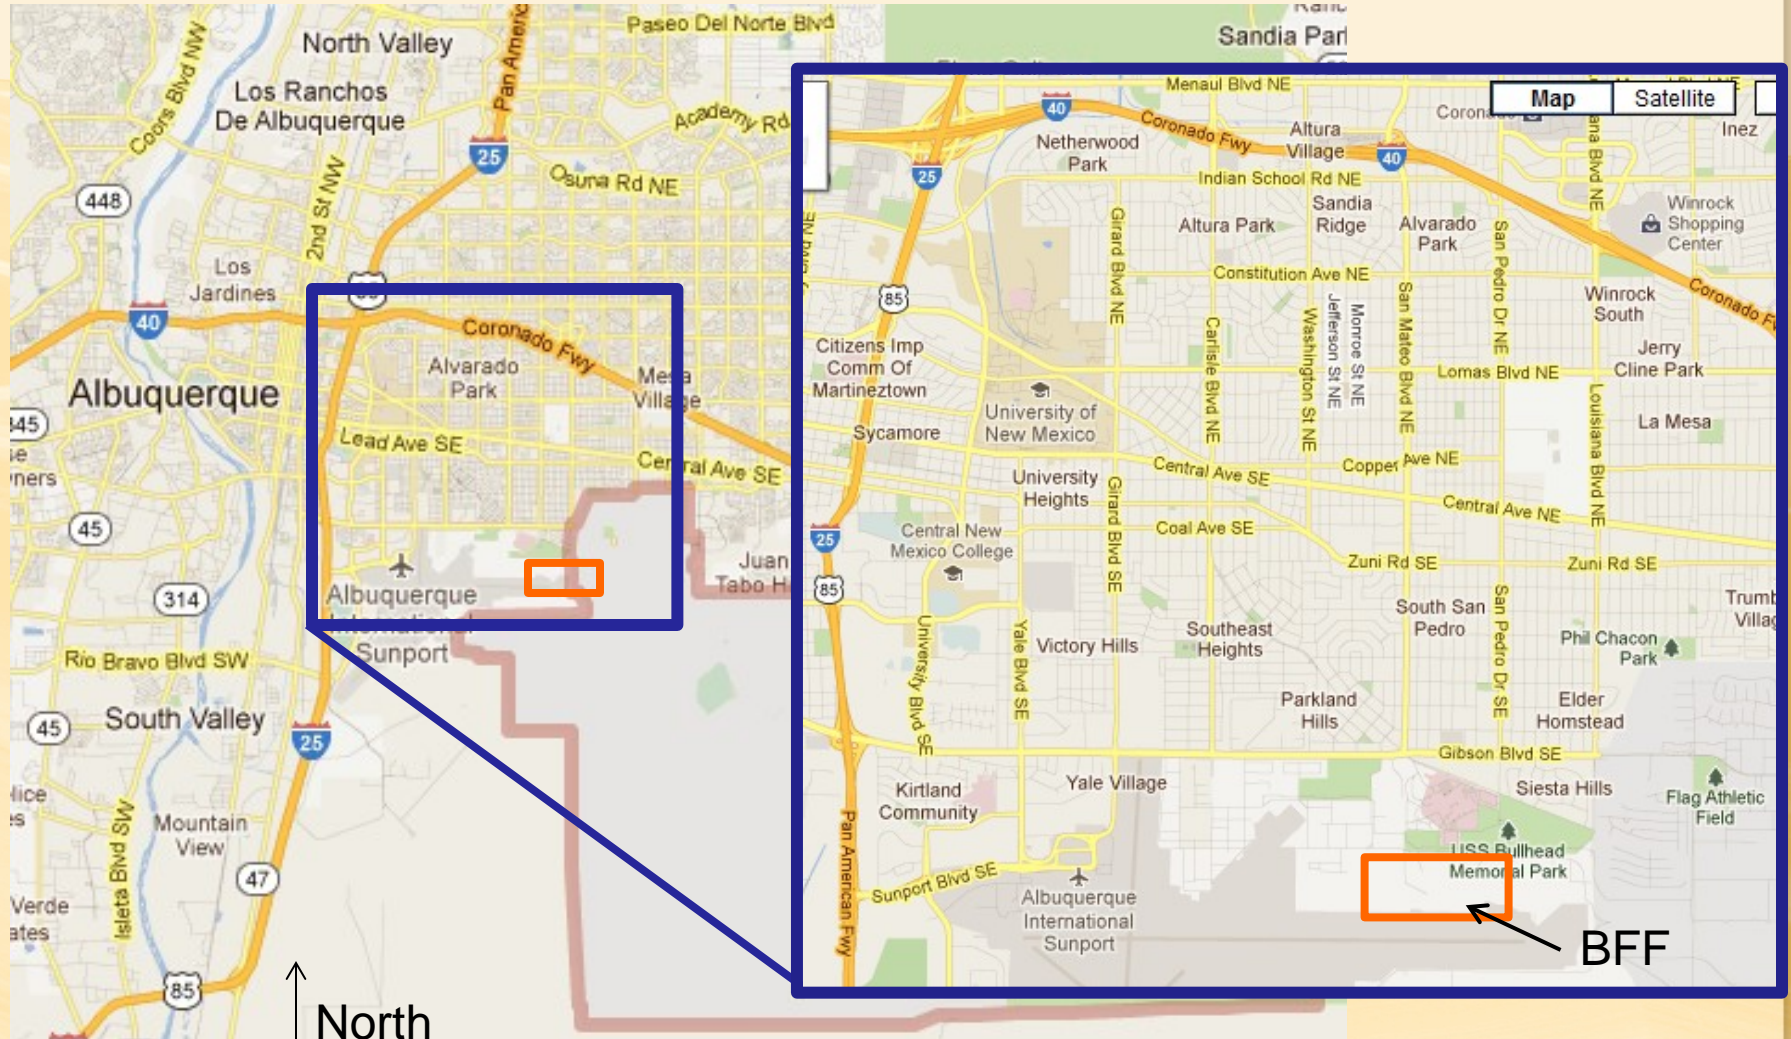 North Valley
Paseo Del Norte Blvd
Sandia
Los Ranchos
De Albuquerque
Coors Blvd NW
2nd St NW
Academy Rd
Osuna Rd NE
25
448
Los
Jardines
40
Coronado Fwy
Albuquerque
Alvarado
Park
Mesa
Village
Lead Ave SE
Central Ave SE
45
Juan
Tabo
314
Albuquerque
International
Sunport
Rio Bravo Blvd SW
45
South Valley
25
Isleta Blvd SW
Mountain
View
47
Verde
85
North
Menaul Blvd NE
Map
Satellite
40
Coronado Fwy
Altura
Village
Inez
Netherwood
Park
40
25
Indian School Rd NE
Winrock
Shopping
Center
Sandia
Ridge
Altura Park
Alvarado
Park
Girard Blvd NE
San Pedro Dr NE
Constitution Ave NE
Coronado
85
Winrock
South
Jefferson St NE
Monroe St NE
Washington St NE
Carlisle Blvd NE
San Mateo Blvd NE
Citizens Imp
Comm Of
Martineztown
Jerry
Cline Park
Lomas Blvd NE
University of
New Mexico
Louisiana Blvd NE
La Mesa
Sycamore
Central Ave SE
Copper Ave NE
University
Heights
Girard Blvd SE
Central Ave NE
Coal Ave SE
25
Central New
Mexico College
Zuni Rd SE
Zuni Rd SE
85
South San
Pedro
San Pedro Dr SE
University Blvd SE
Yale Blvd SE
Victory Hills
Southeast
Heights
Phil Chacon
Park
Parkland
Hills
Elder
Homstead
Gibson Blvd SE
Kirtland
Community
Yale Village
Siesta Hills
Flag Athletic
Field
Pan American Fwy
USS Bullhead
Memorial Park
Sunport Blvd SE
Albuquerque
International
Sunport
BFF